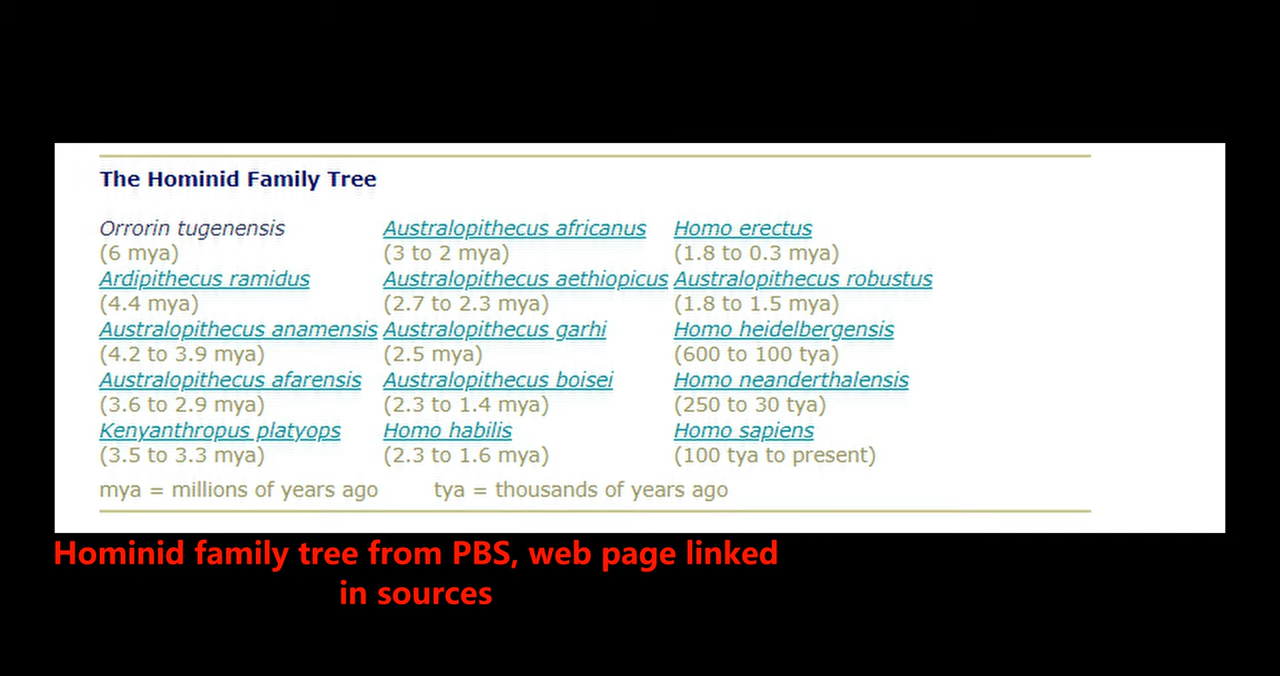 The Hominid Family Tree
Orrorin tugenensis
(6 mya)
Ardipithecus ramidus
(4.4 mya)
Australopithecus anamensis
(4.2 to 3.9 mya)
Australopithecus afarensis
(3.6 to 2.9 mya)
Kenyanthropus platyops
(3.5 to 3.3 mya)
Australopithecus africanus
(3 to 2 mya)
Australopithecus aethiopicus
(2.7 to 2.3 mya)
Australopithecus garhi
(2.5 mya)
Australopithecus boisei
(2.3 to 1.4 mya)
Homo habilis
(2.3 to 1.6 mya)
Homo erectus
(1.8 to 0.3 mya)
Australopithecus robustus
(1.8 to 1.5 mya)
Homo heidelbergensis
(600 to 100 tya)
Homo neanderthalensis
(250 to 30 tya)
Homo sapiens
(100 tya to present)
mya = millions of years ago tya = thousands of years ago
Hominid family tree from PBS, web page linked
in sources